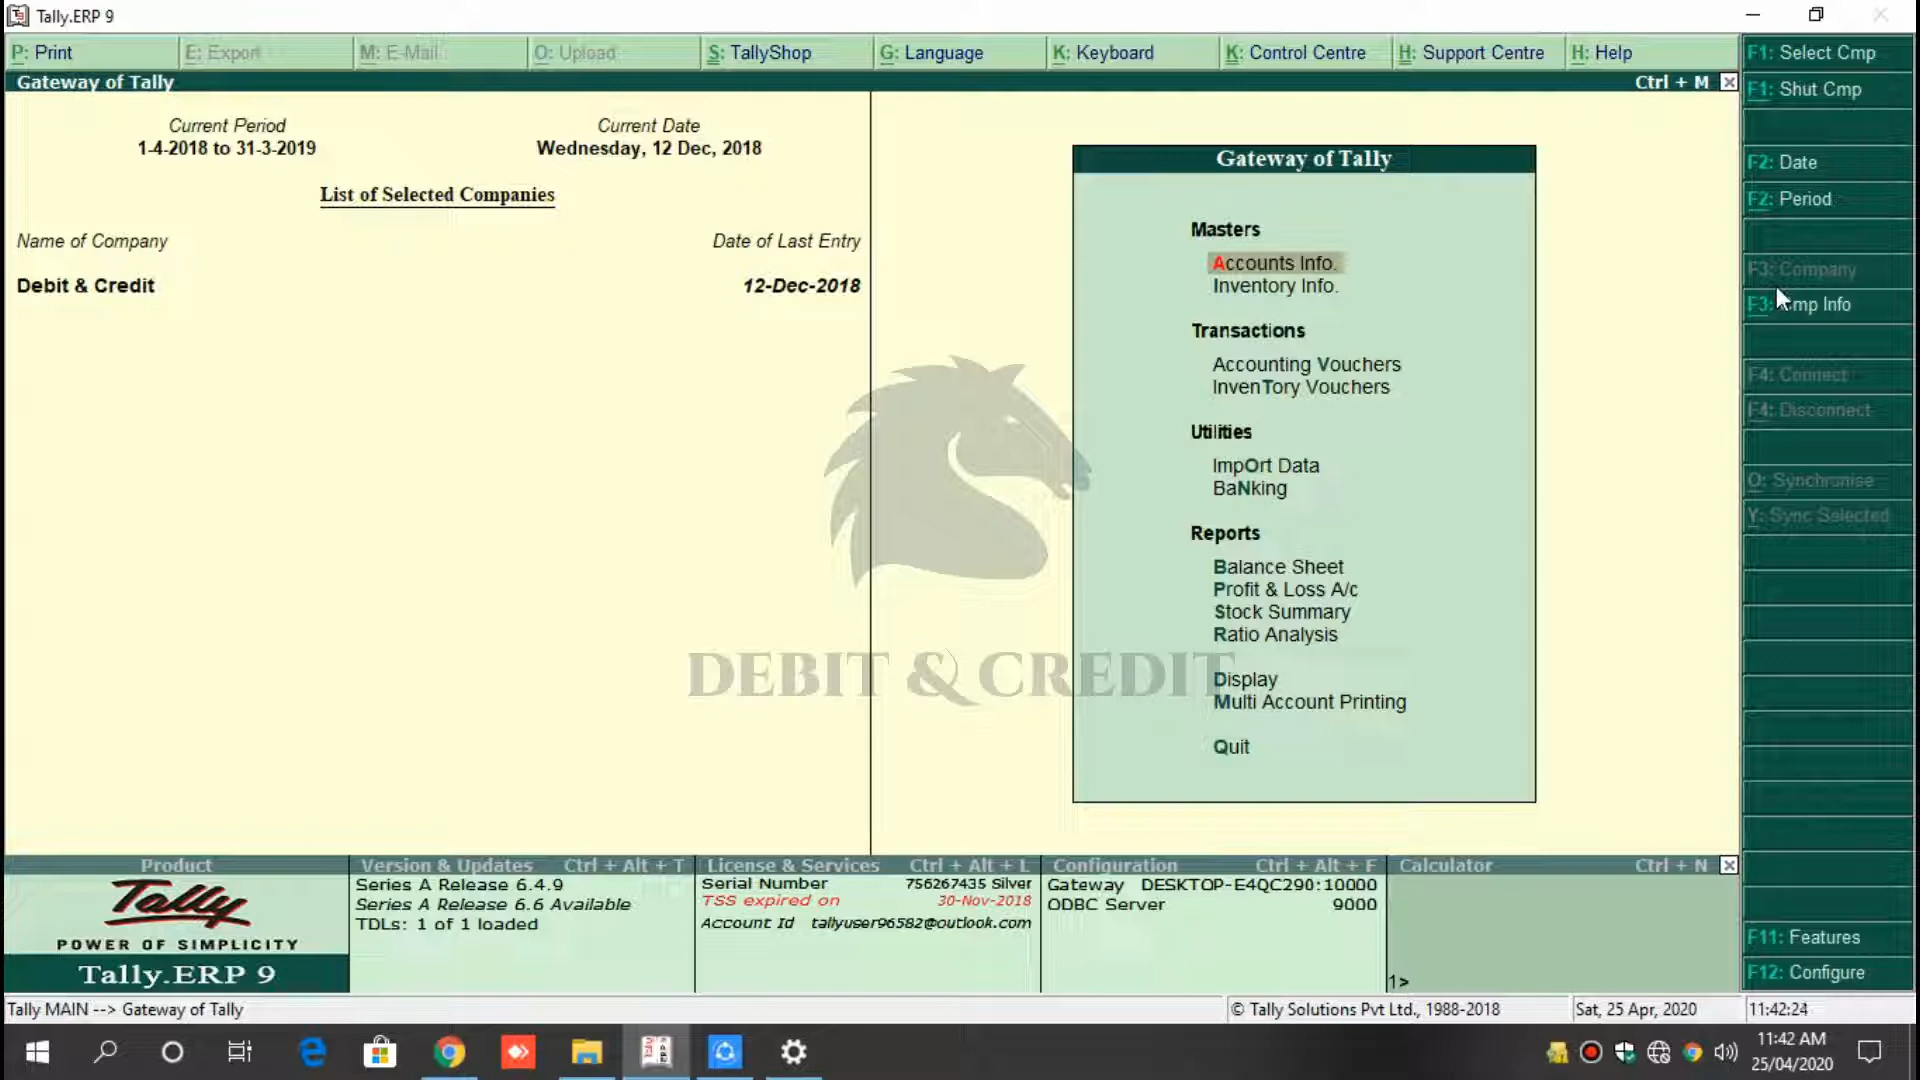 Tally.ERP 9
P: Print
E: Export
M: E-Mail
O: Upload
S: TallyShop
G: Language
K: Keyboard
K: Control Centre
H: Support Centre
H: Help
Gateway of Tally
Ctrl + M
Current Period
1-4-2018 to 31-3-2019
Current Date
Wednesday, 12 Dec, 2018
List of Selected Companies
Name of Company
Date of Last Entry
Debit & Credit
12-Dec-2018
Gateway of Tally
Masters
Accounts Info.
Inventory Info.
Transactions
Accounting Vouchers
InvenTory Vouchers
Utilities
ImpOrt Data
BaNking
Reports
Balance Sheet
Profit & Loss A/c
Stock Summary
Ratio Analysis
Display
Multi Account Printing
Quit
DEBIT & CREDIT
F1: Select Cmp
F1: Shut Cmp
F2: Date
F2: Period
F3: Company
F3: mp Info
F4: Connect
F4: Disconnect
O: Synchronise
Y: Sync Selected
F11: Features
F12: Configure
Product
Tally
POWER OF SIMPLICITY
Tally.ERP 9
Version & Updates Ctrl + Alt + T
Series A Release 6.4.9
Series A Release 6.6 Available
TDLs: 1 of 1 loaded
License & Services Ctrl + Alt + L
Serial Number 756267435 Silver
TSS expired on 30-Nov-2018
Account Id tallyuser96582@outlook.com
Configuration Ctrl + Alt + F
Gateway DESKTOP-E4QC290:10000
ODBC Server 9000
Calculator Ctrl + N
1>
Tally MAIN --> Gateway of Tally
© Tally Solutions Pvt Ltd., 1988-2018
Sat, 25 Apr, 2020
11:42:24
11:42 AM
25/04/2020